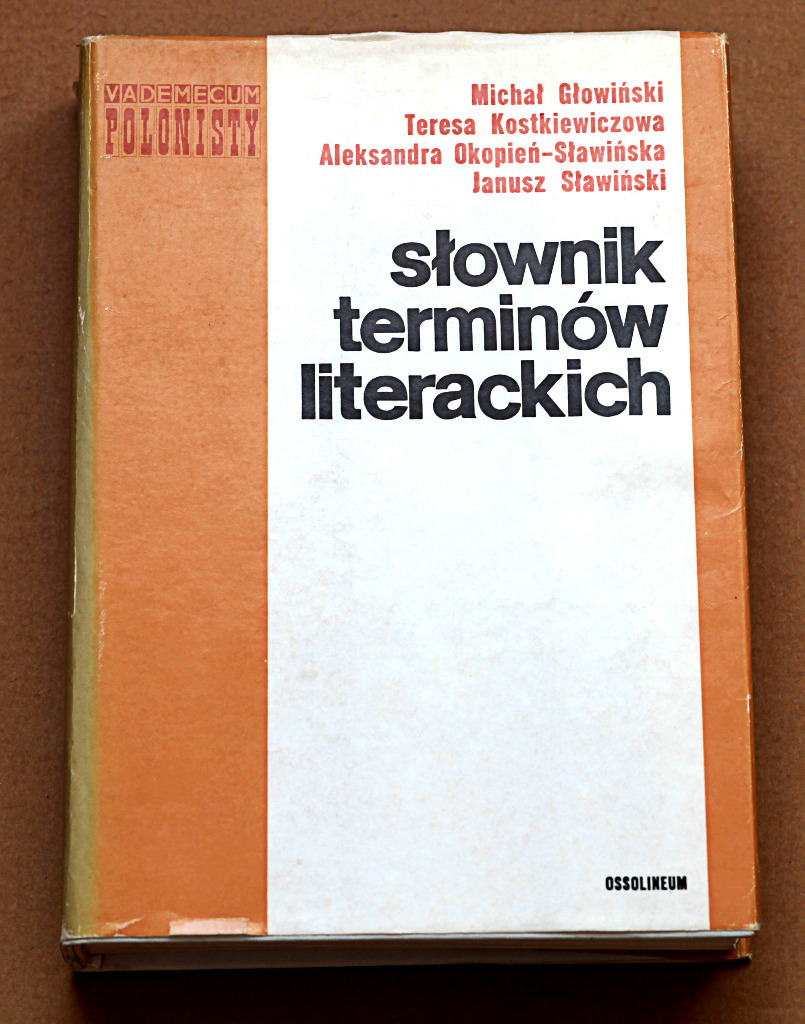 VADEMECUM
POLONISTY
Michał Głowiński
Teresa Kostkiewiczowa
Aleksandra Okopień-Sławińska
Janusz Sławiński
słownik
terminów
literackich
OSSOLINEUM